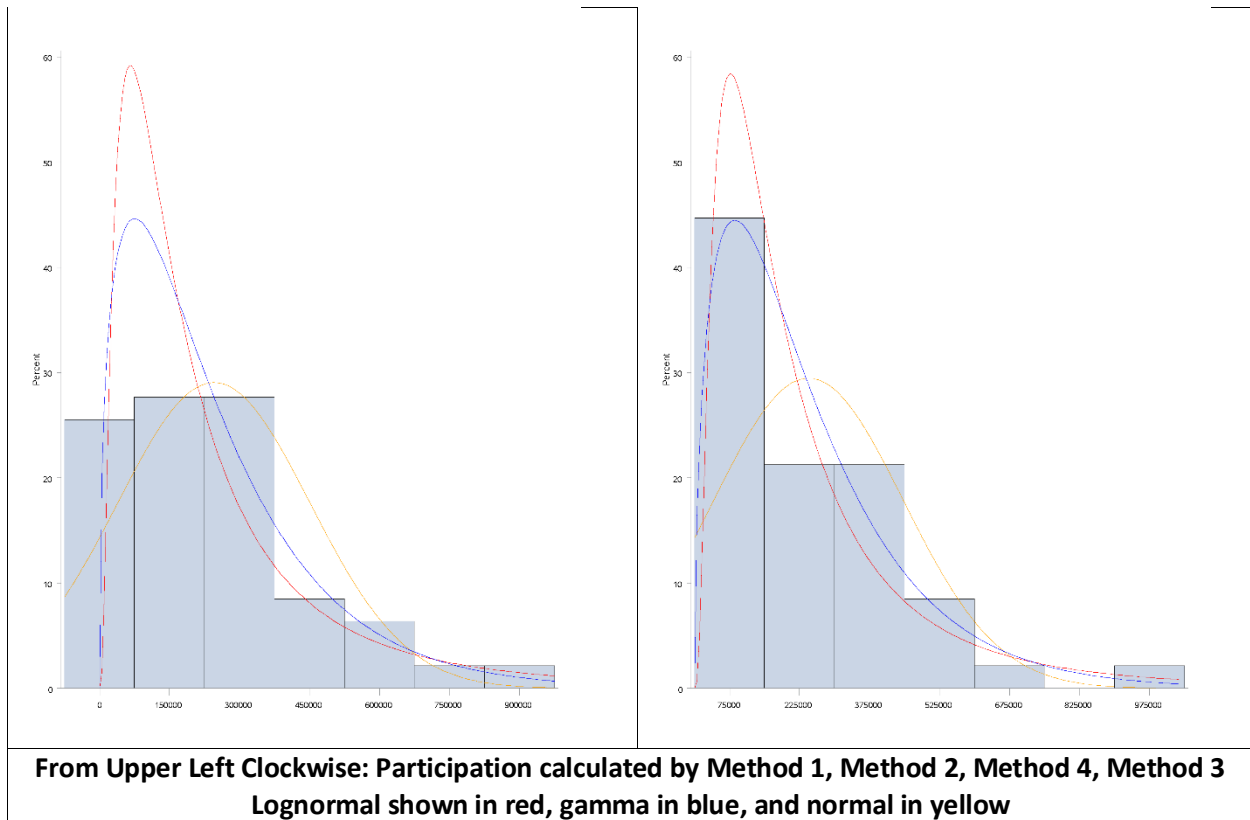 60
50
40
30
20
10
0
Percent
0 150000 300000 450000 600000 750000 900000
60
50
40
30
20
10
0
Percent
75000 225000 375000 525000 675000 825000 975000
From Upper Left Clockwise: Participation calculated by Method 1, Method 2, Method 4, Method 3
Lognormal shown in red, gamma in blue, and normal in yellow